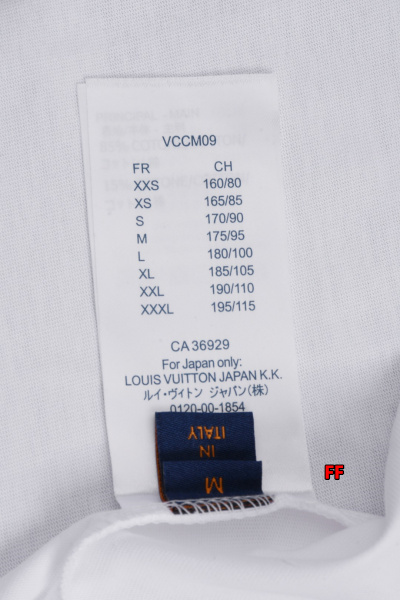 VCCM09
FR CH
XXS 160/80
XS 165/85
S 170/90
M 175/95
L 180/100
XL 185/105
XXL 190/110
XXXL 195/115
CA 36929
For Japan only:
LOUIS VUITTON JAPAN K.K.
ルイ・ヴィトン ジャパン(株)
0120-00-1854
IN
ITALY
M
FF